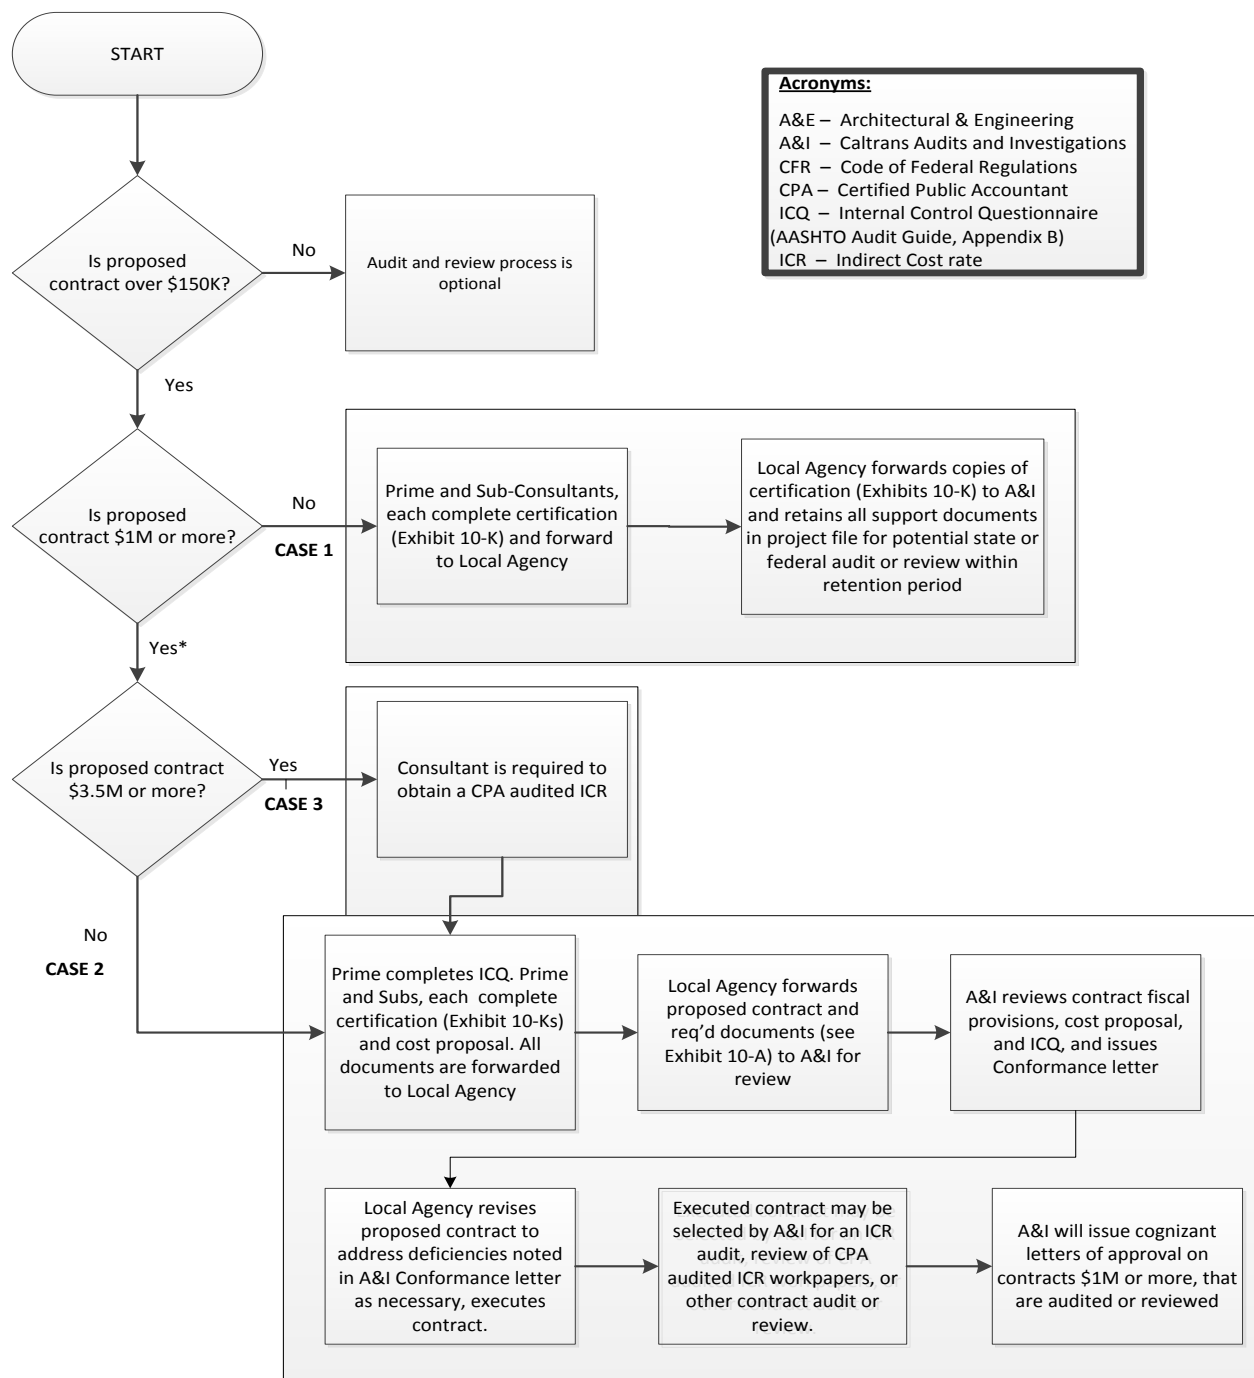 START
Acronyms:
A&E – Architectural & Engineering
A&I – Caltrans Audits and Investigations
CFR – Code of Federal Regulations
CPA – Certified Public Accountant
ICQ – Internal Control Questionnaire
(AASHTO Audit Guide, Appendix B)
ICR – Indirect Cost rate
Is proposed
contract over $150K?
No
Audit and review process is
optional
Yes
Is proposed
contract $1M or more?
No
CASE 1
Prime and Sub-Consultants,
each complete certification
(Exhibit 10-K) and forward
to Local Agency
Local Agency forwards copies of
certification (Exhibits 10-K) to A&I
and retains all support documents
in project file for potential state or
federal audit or review within
retention period
Yes*
Is proposed contract
$3.5M or more?
Yes
CASE 3
Consultant is required to
obtain a CPA audited ICR
No
CASE 2
Prime completes ICQ. Prime
and Subs, each complete
certification (Exhibit 10-Ks)
and cost proposal. All
documents are forwarded
to Local Agency
Local Agency forwards
proposed contract and
req’d documents (see
Exhibit 10-A) to A&I for
review
A&I reviews contract fiscal
provisions, cost proposal,
and ICQ, and issues
Conformance letter
Local Agency revises
proposed contract to
address deficiencies noted
in A&I Conformance letter
as necessary, executes
contract.
Executed contract may be
selected by A&I for an ICR
audit, review of CPA
audited ICR workpapers, or
other contract audit or
review.
A&I will issue cognizant
letters of approval on
contracts $1M or more, that
are audited or reviewed